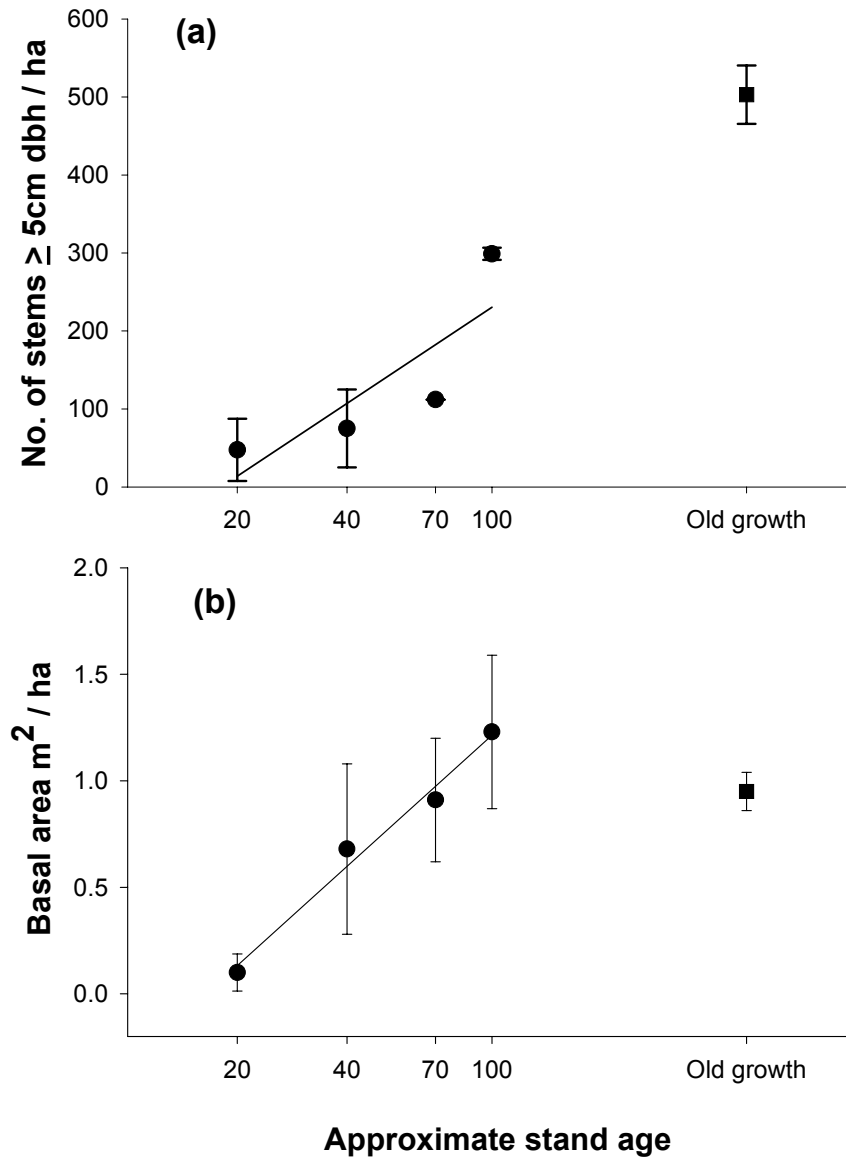 (a)
No. of stems ≥ 5cm dbh / ha
600
500
400
300
200
100
0
20 40 70 100 Old growth
(b)
Basal area m² / ha
2.0
1.5
1.0
0.5
0.0
20 40 70 100 Old growth
Approximate stand age